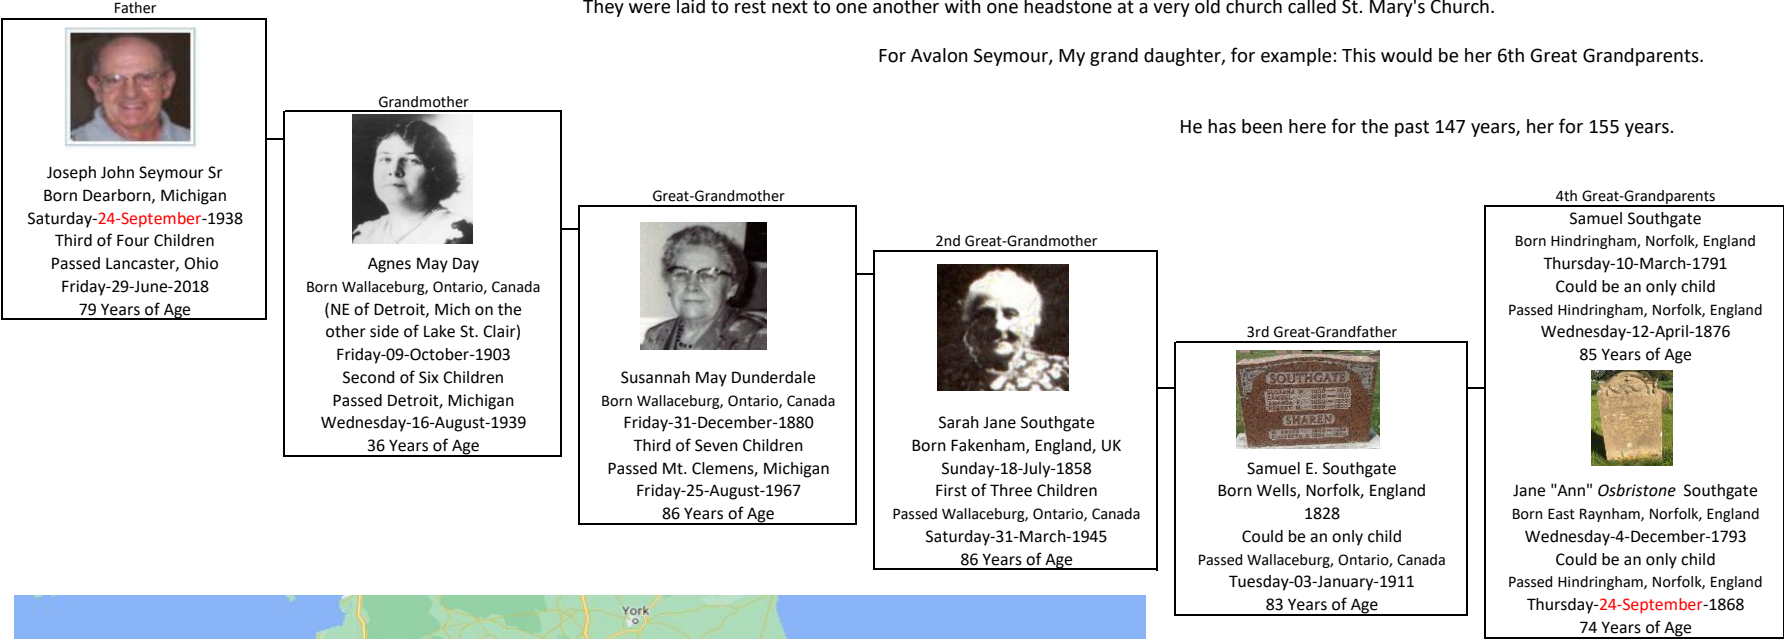 They were laid to rest next to one another with one headstone at a very old church called St. Mary's Church.
For Avalon Seymour, My grand daughter, for example: This would be her 6th Great Grandparents.
He has been here for the past 147 years, her for 155 years.
Father
Joseph John Seymour Sr
Born Dearborn, Michigan
Saturday-24-September-1938
Third of Four Children
Passed Lancaster, Ohio
Friday-29-June-2018
79 Years of Age
Grandmother
Agnes May Day
Born Wallaceburg, Ontario, Canada
(NE of Detroit, Mich on the
other side of Lake St. Clair)
Friday-09-October-1903
Second of Six Children
Passed Detroit, Michigan
Wednesday-16-August-1939
36 Years of Age
Great-Grandmother
Susannah May Dunderdale
Born Wallaceburg, Ontario, Canada
Friday-31-December-1880
Third of Seven Children
Passed Mt. Clemens, Michigan
Friday-25-August-1967
86 Years of Age
2nd Great-Grandmother
Sarah Jane Southgate
Born Fakenham, England, UK
Sunday-18-July-1858
First of Three Children
Passed Wallaceburg, Ontario, Canada
Saturday-31-March-1945
86 Years of Age
3rd Great-Grandfather
SOUTHGATE
SHAREN
Samuel E. Southgate
Born Wells, Norfolk, England
1828
Could be an only child
Passed Wallaceburg, Ontario, Canada
Tuesday-03-January-1911
83 Years of Age
4th Great-Grandparents
Samuel Southgate
Born Hindringham, Norfolk, England
Thursday-10-March-1791
Could be an only child
Passed Hindringham, Norfolk, England
Wednesday-12-April-1876
85 Years of Age
Jane "Ann" Osbristone Southgate
Born East Raynham, Norfolk, England
Wednesday-4-December-1793
Could be an only child
Passed Hindringham, Norfolk, England
Thursday-24-September-1868
74 Years of Age
York